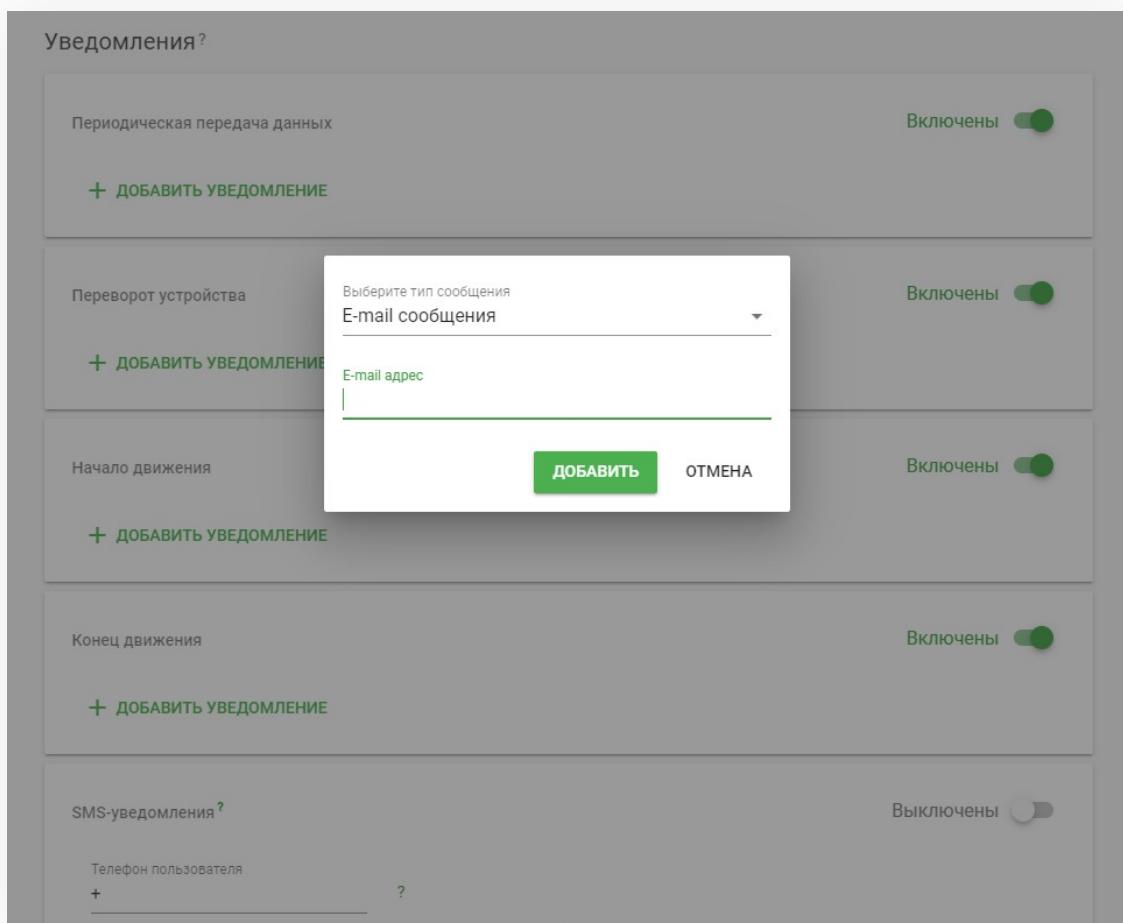 Уведомления ?
Периодическая передача данных
Включены
+ ДОБАВИТЬ УВЕДОМЛЕНИЕ
Переворот устройства
Включены
+ ДОБАВИТЬ УВЕДОМЛЕНИЕ
Выберите тип сообщения
E-mail сообщения
E-mail адрес
ДОБАВИТЬ
ОТМЕНА
Начало движения
Включены
+ ДОБАВИТЬ УВЕДОМЛЕНИЕ
Конец движения
Включены
+ ДОБАВИТЬ УВЕДОМЛЕНИЕ
SMS-уведомления ?
Выключены
Телефон пользователя
+
?